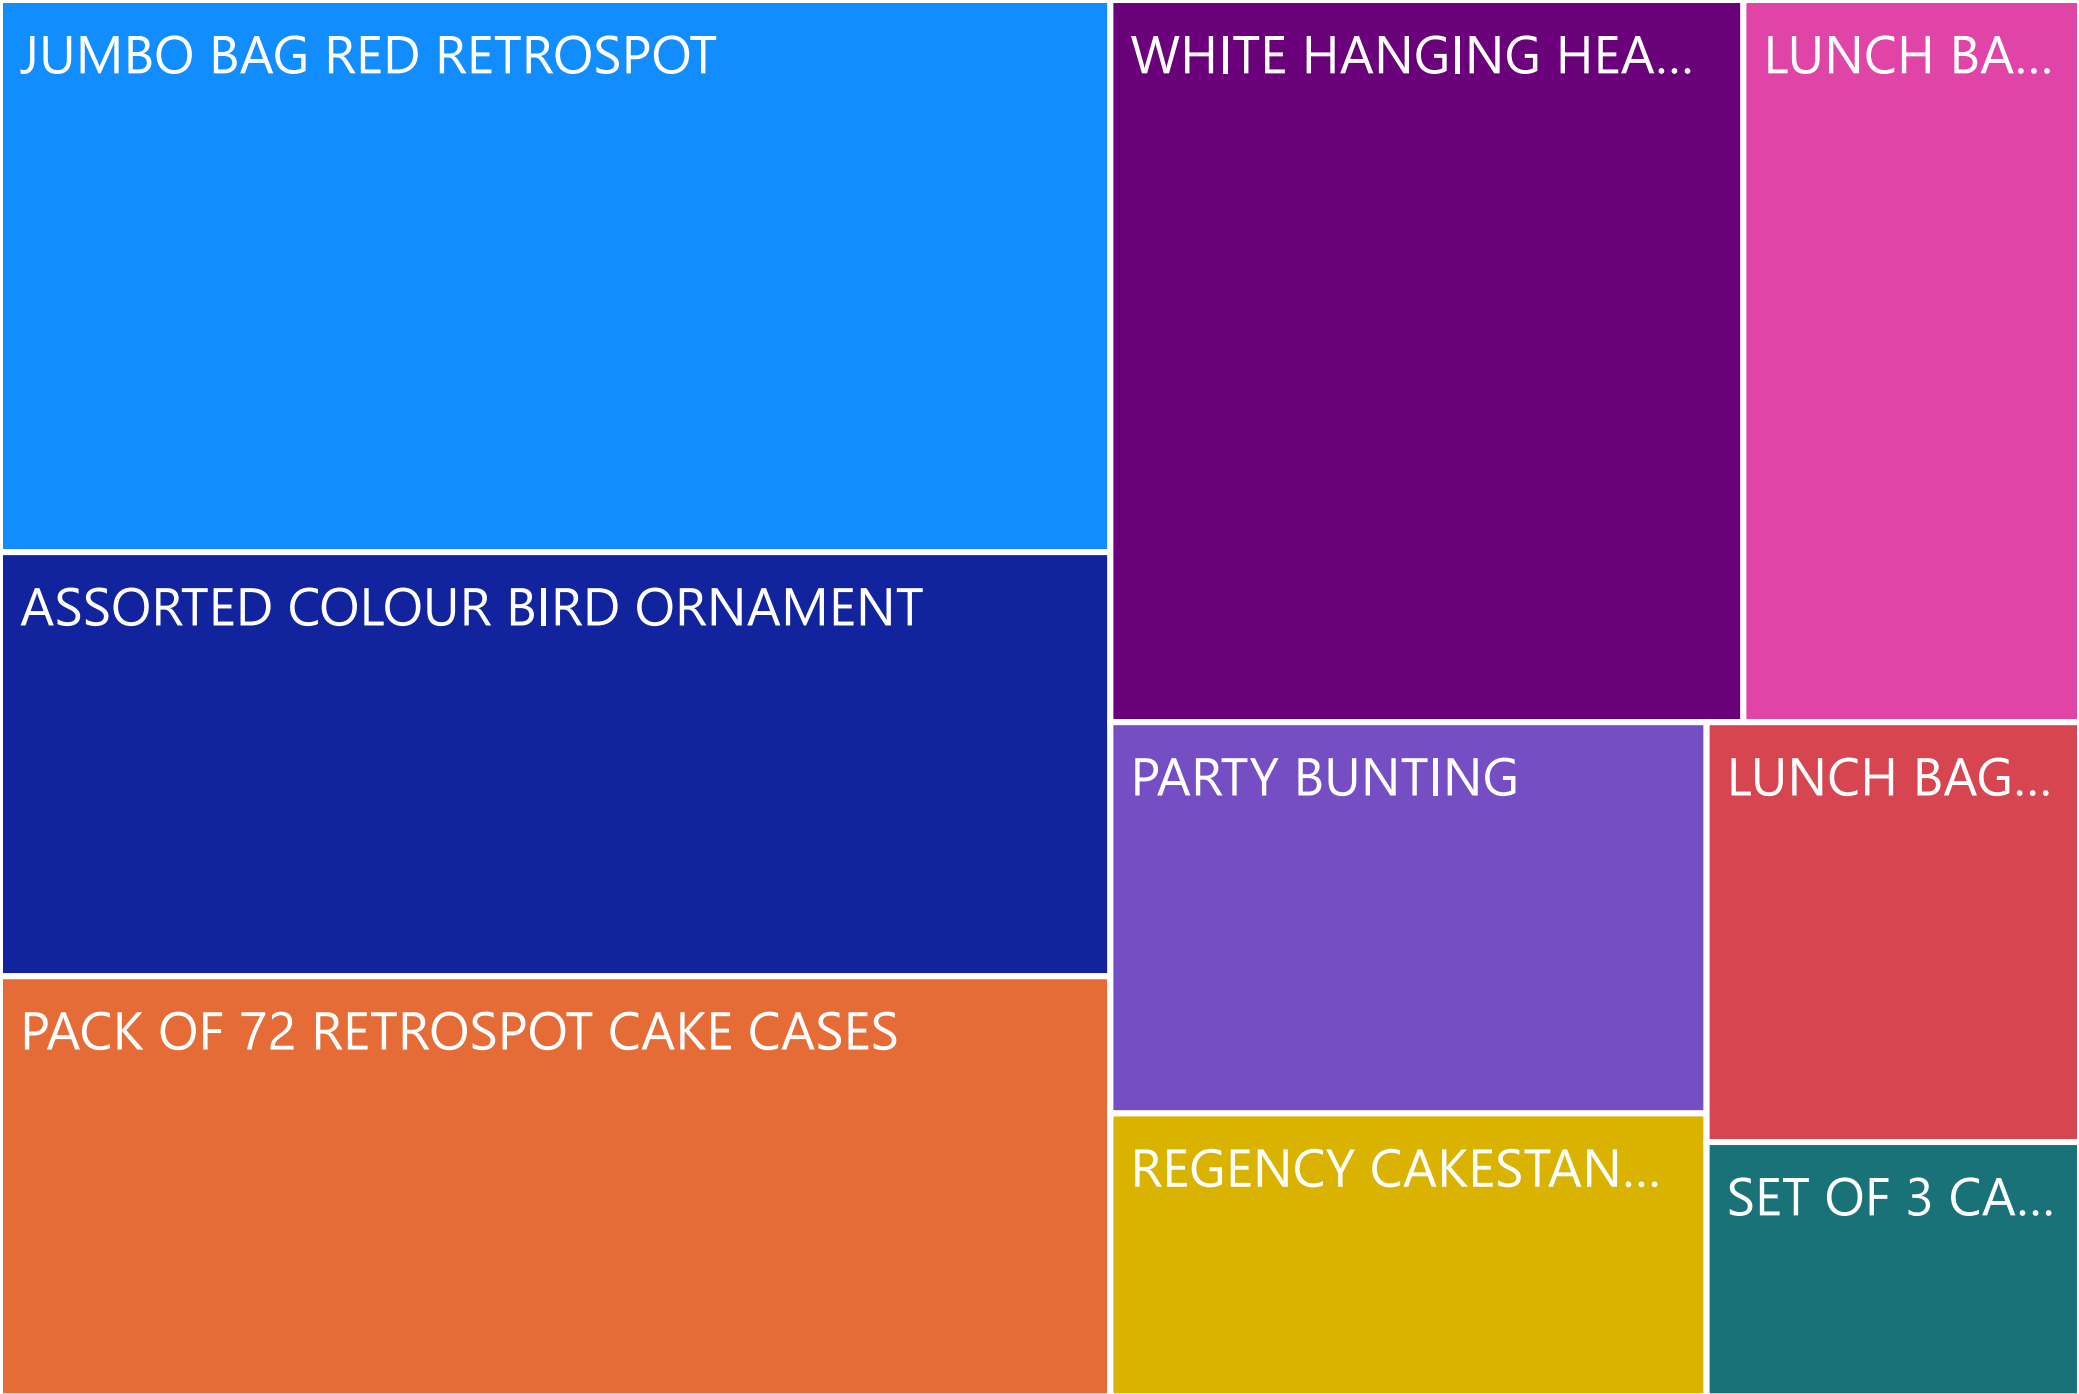 JUMBO BAG RED RETROSPOT
ASSORTED COLOUR BIRD ORNAMENT
PACK OF 72 RETROSPOT CAKE CASES
WHITE HANGING HEA...
LUNCH BA...
PARTY BUNTING
LUNCH BAG...
REGENCY CAKESTAN...
SET OF 3 CA...